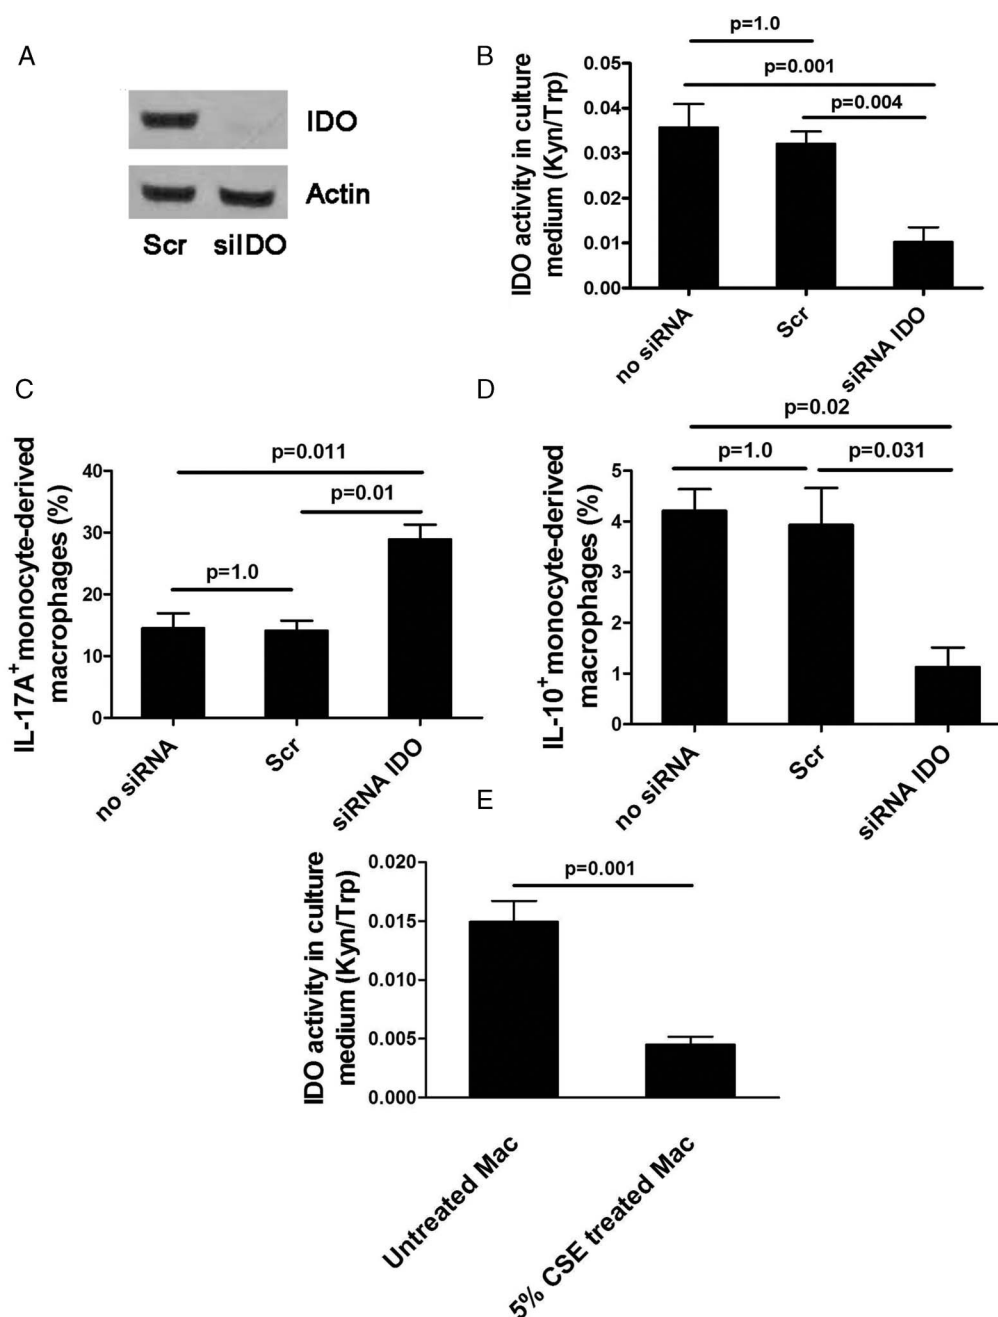 A
IDO
Actin
Scr siIDO
B
p=1.0
p=0.001
p=0.004
IDO activity in culture
medium (Kyn/Trp)
0.05
0.04
0.03
0.02
0.01
0.00
no siRNA
Scr
siRNA IDO
C
p=0.011
p=0.01
p=1.0
IL-17A+ monocyte-derived
macrophages (%)
40
30
20
10
0
no siRNA
Scr
siRNA IDO
D
p=0.02
p=1.0
p=0.031
IL-10+ monocyte-derived
macrophages (%)
5
4
3
2
1
0
no siRNA
Scr
siRNA IDO
E
p=0.001
IDO activity in culture
medium (Kyn/Trp)
0.020
0.015
0.010
0.005
0.000
Untreated Mac
5% CSE treated Mac